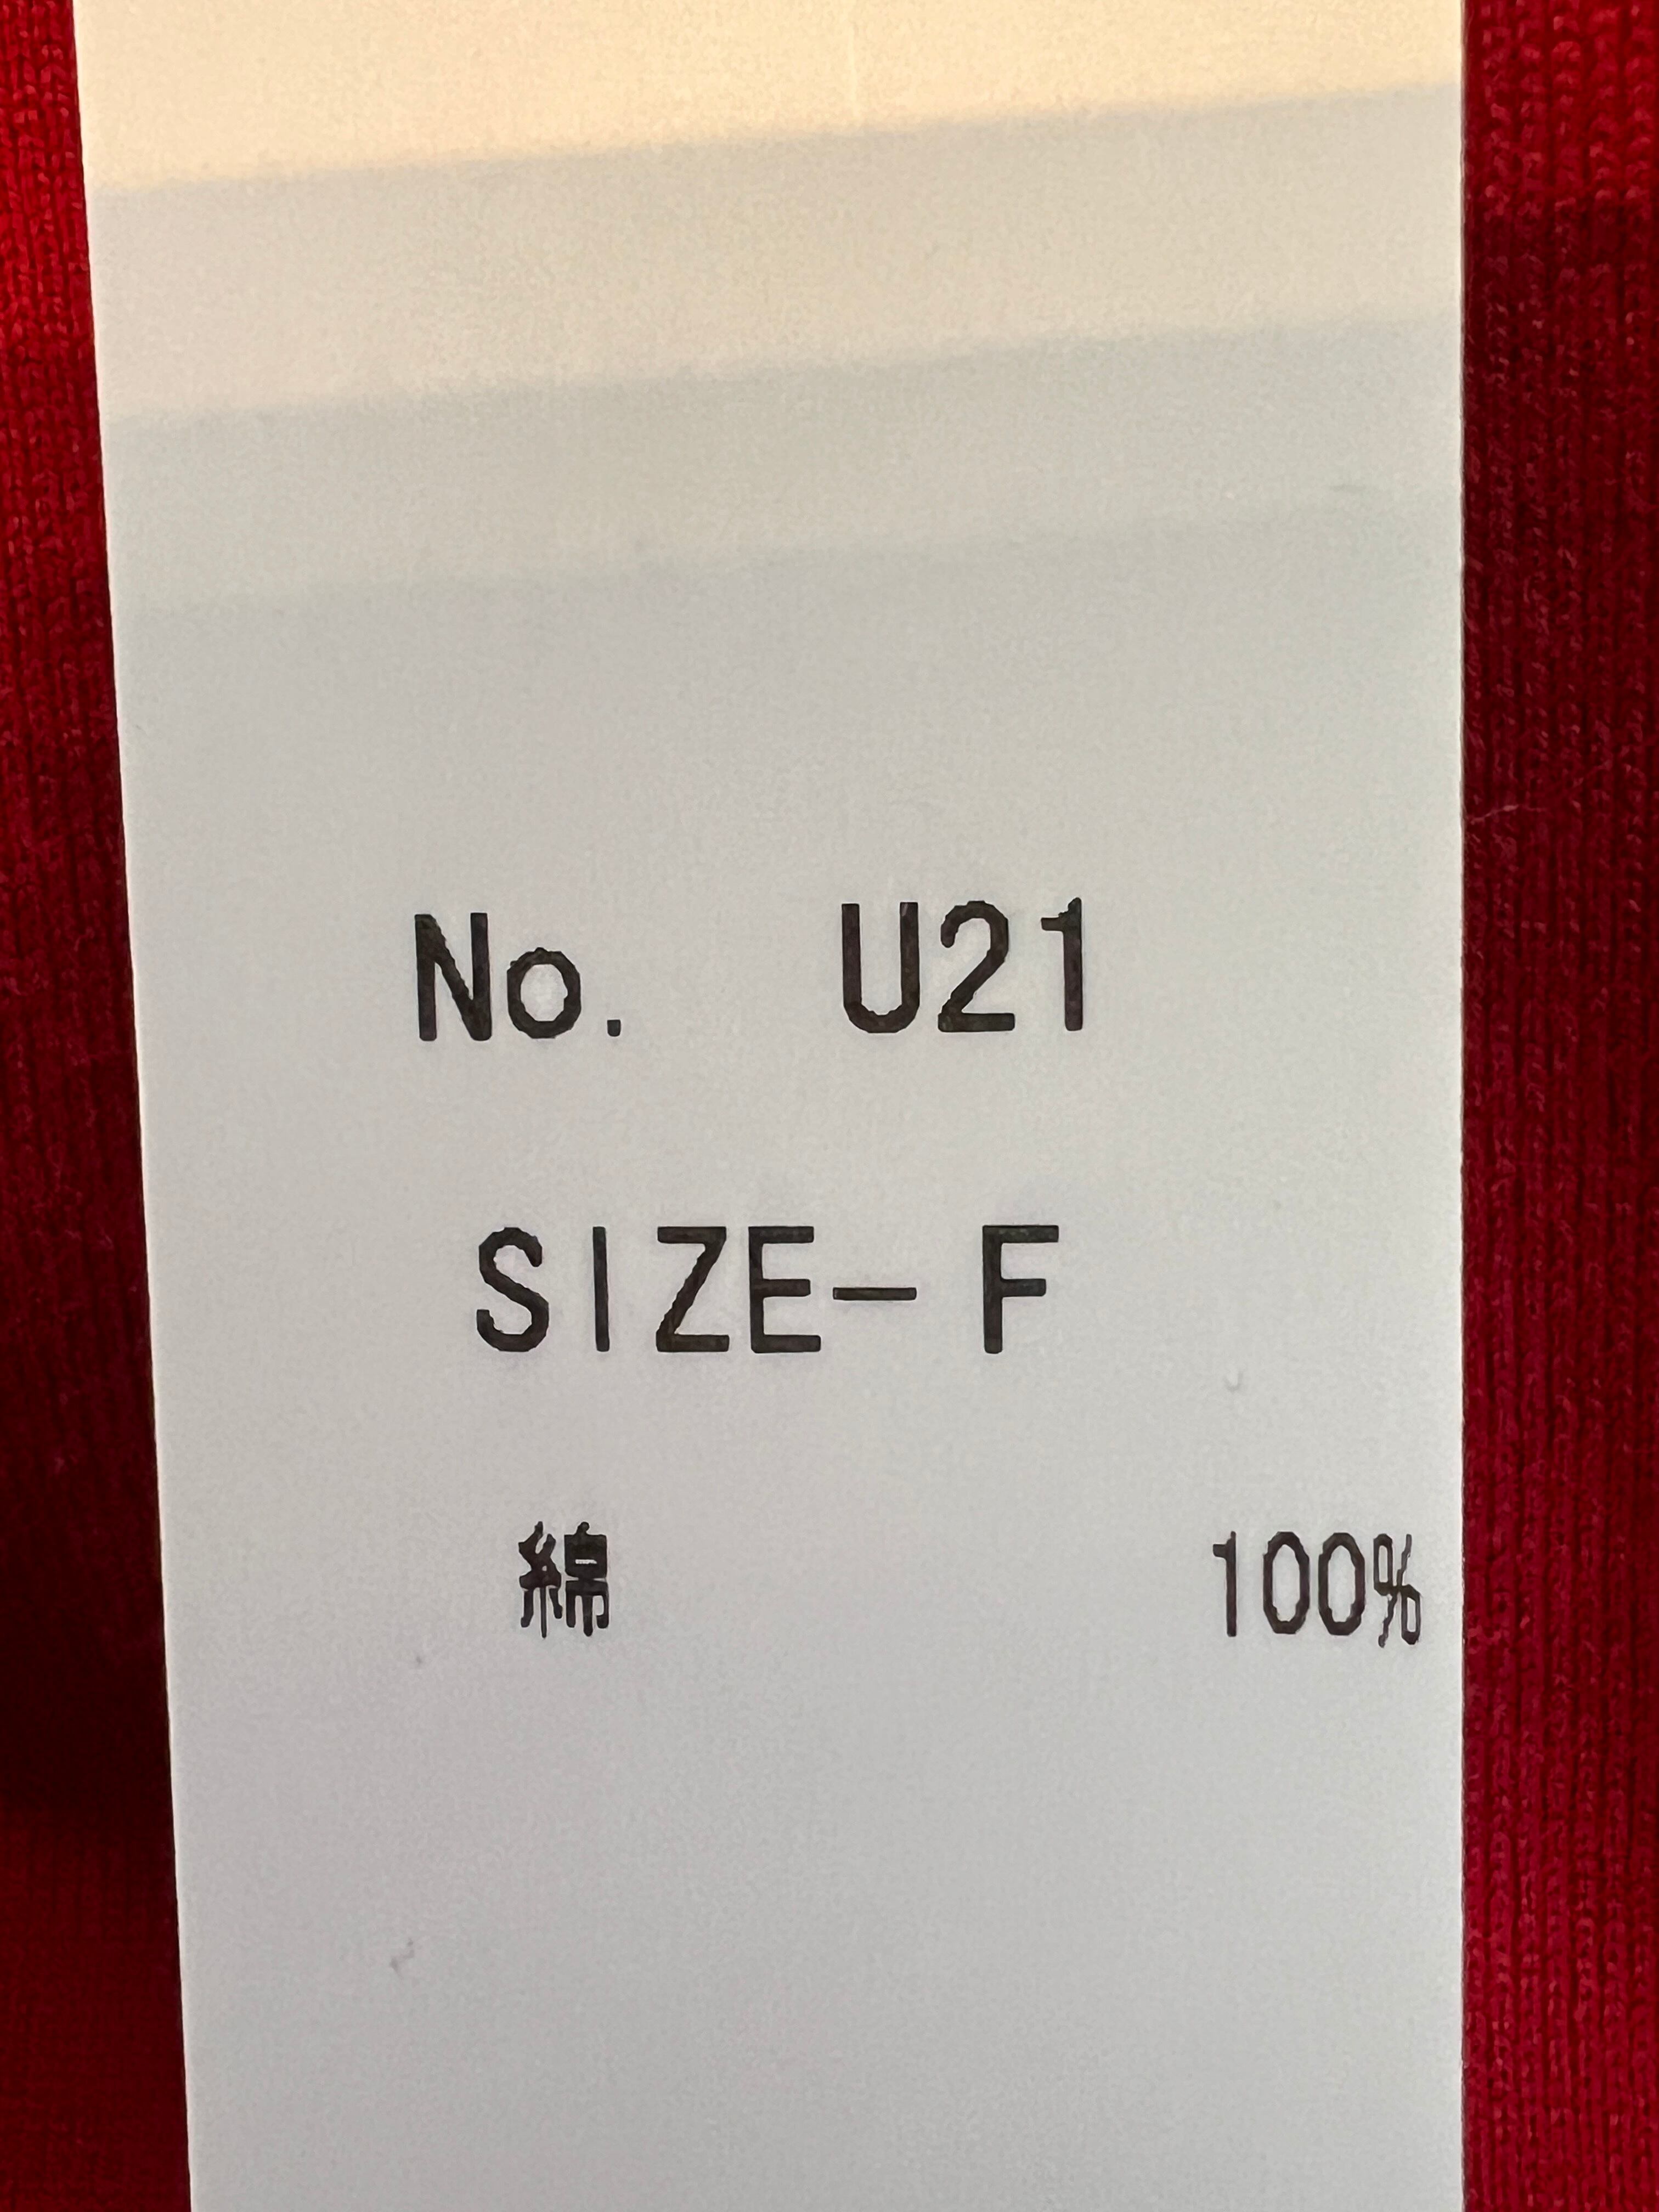 No. U21
SIZE- F
綿 100%